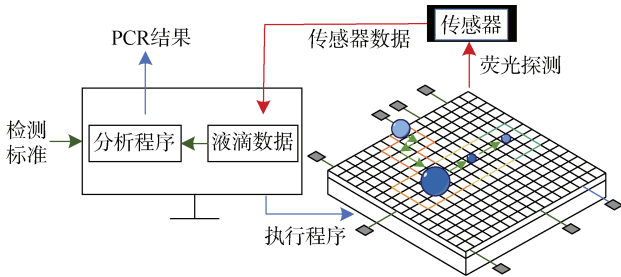 PCR结果
传感器数据
传感器
荧光探测
检测
标准
分析程序
液滴数据
执行程序